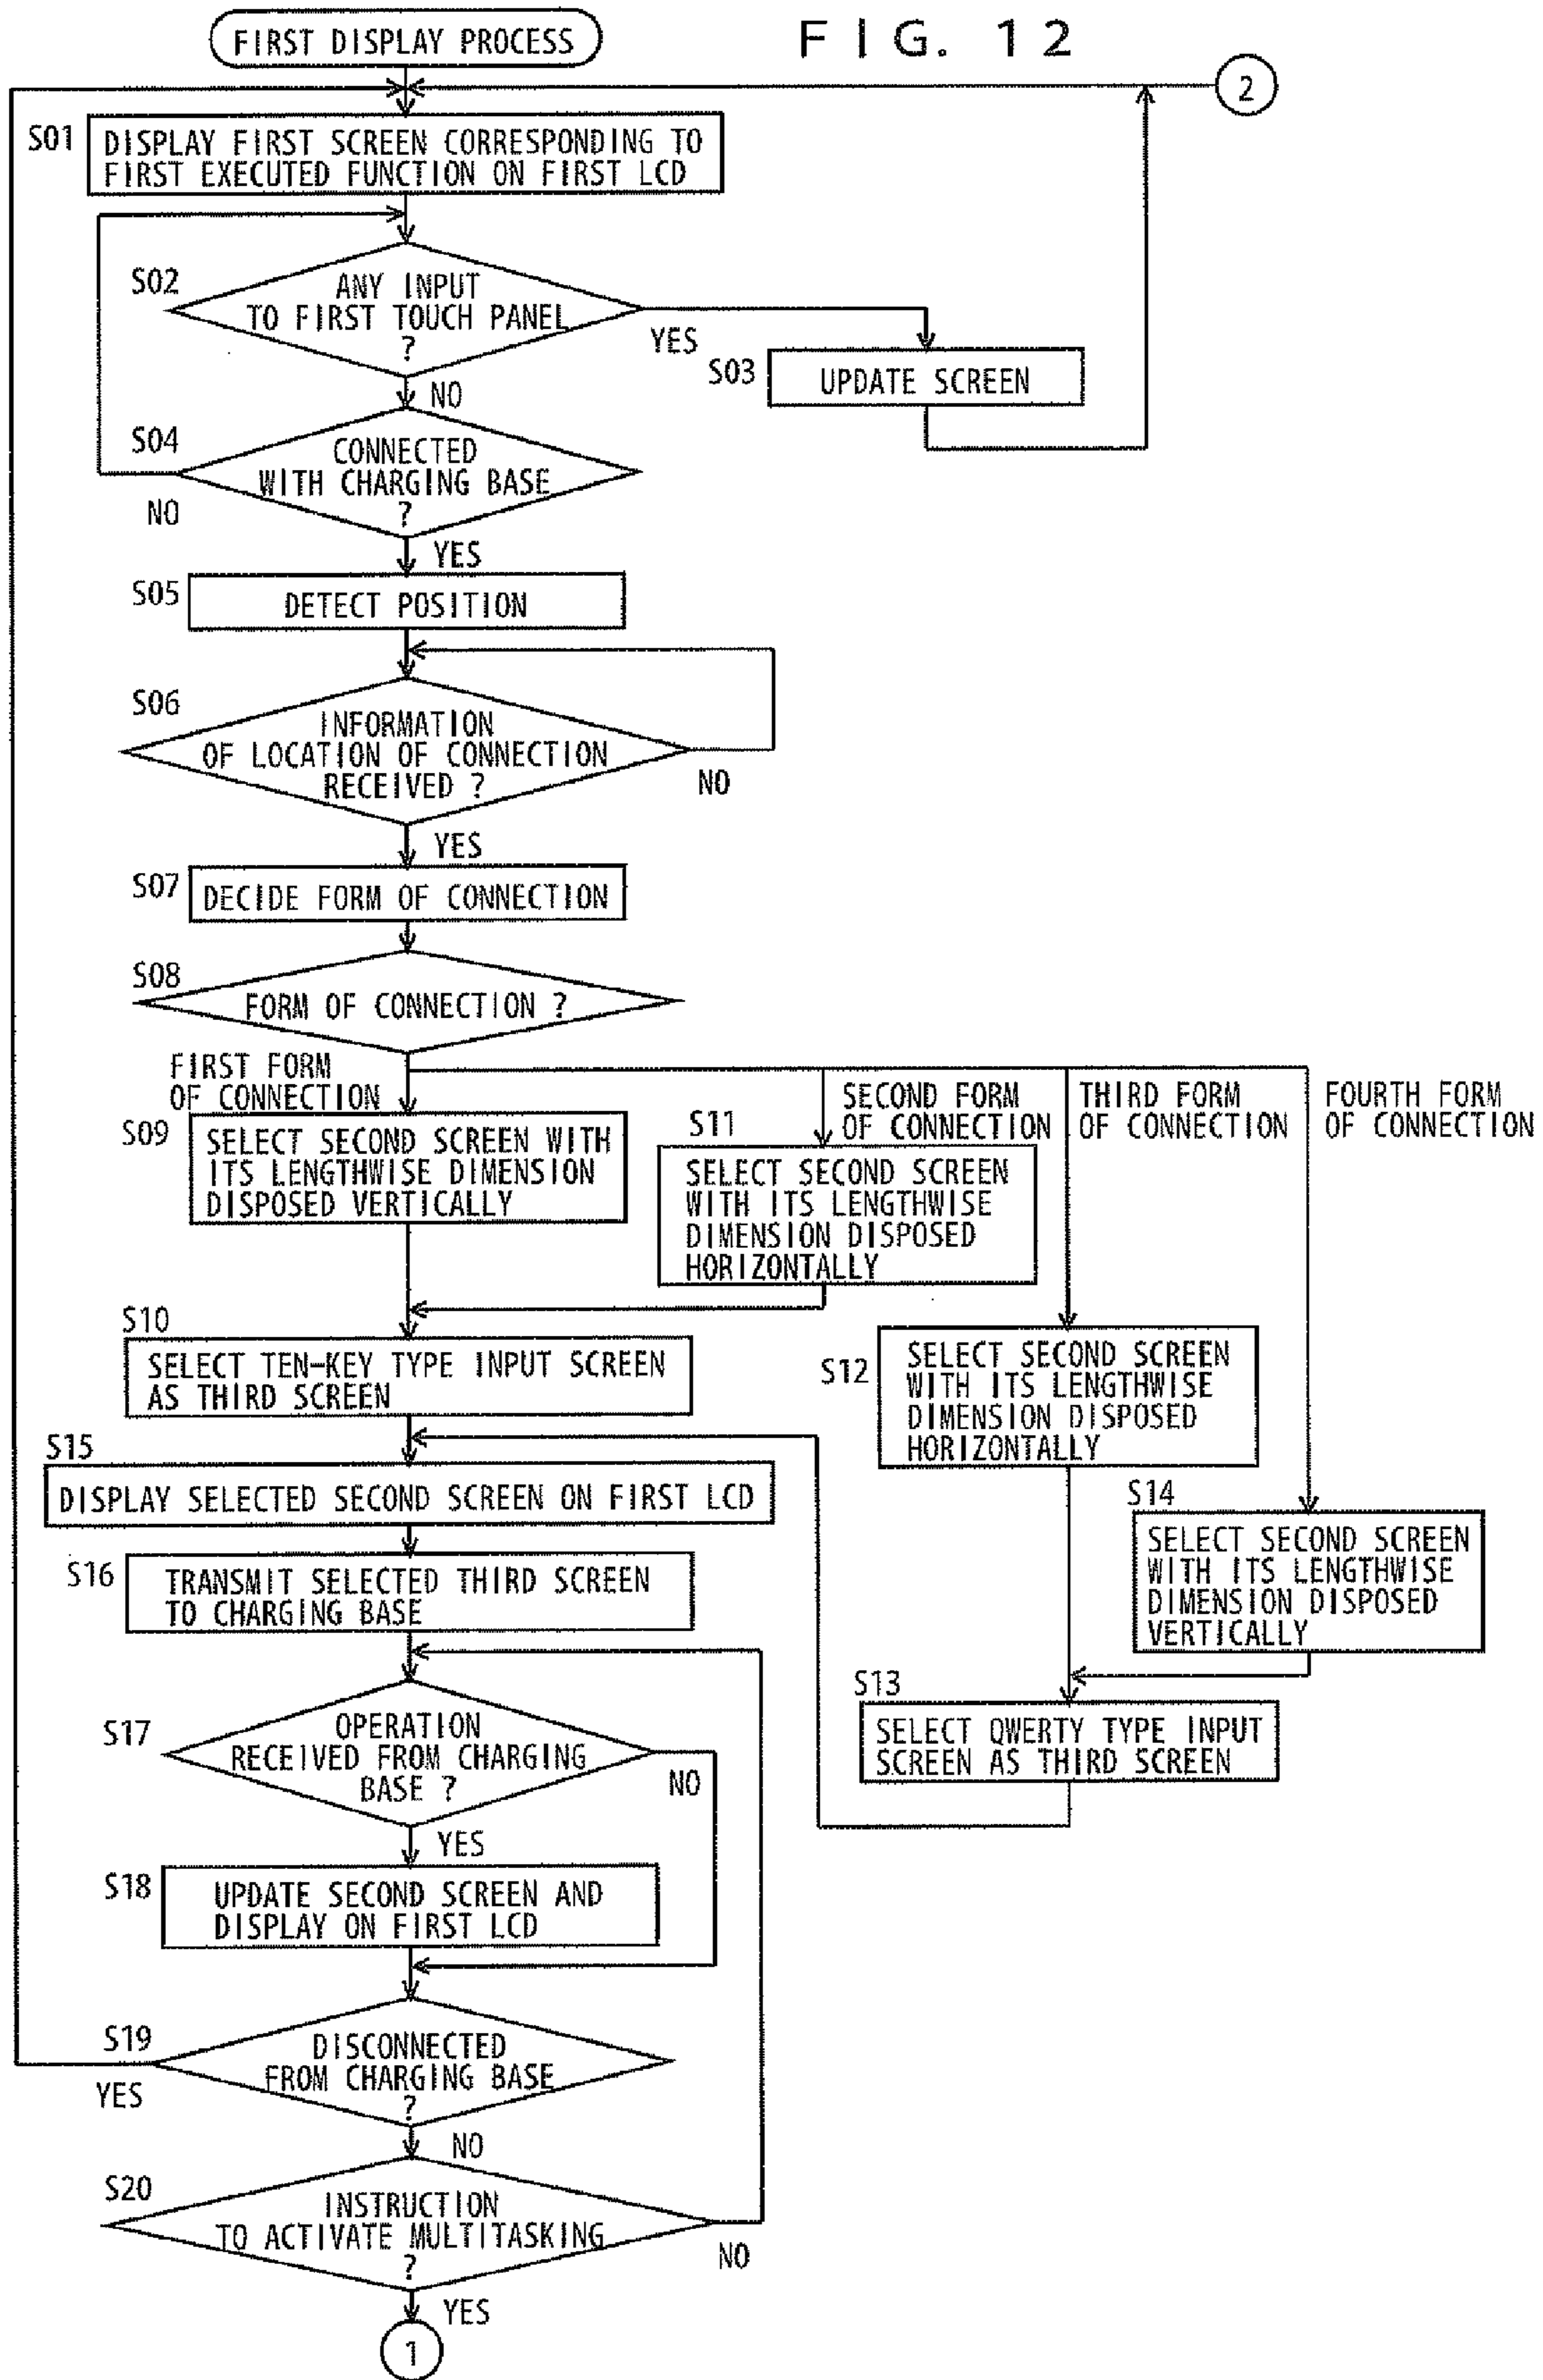 FIG. 12
FIRST DISPLAY PROCESS
2
S01
DISPLAY FIRST SCREEN CORRESPONDING TO
FIRST EXECUTED FUNCTION ON FIRST LCD
S02
ANY INPUT
TO FIRST TOUCH PANEL
?
YES
NO
S03
UPDATE SCREEN
S04
CONNECTED
WITH CHARGING BASE
?
NO
YES
S05
DETECT POSITION
S06
INFORMATION
OF LOCATION OF CONNECTION
RECEIVED ?
NO
YES
S07
DECIDE FORM OF CONNECTION
S08
FORM OF CONNECTION ?
FIRST FORM
OF CONNECTION
SECOND FORM
OF CONNECTION
THIRD FORM
OF CONNECTION
FOURTH FORM
OF CONNECTION
S09
SELECT SECOND SCREEN WITH
ITS LENGTHWISE DIMENSION
DISPOSED VERTICALLY
S11
SELECT SECOND SCREEN
WITH ITS LENGTHWISE
DIMENSION DISPOSED
HORIZONTALLY
S10
SELECT TEN-KEY TYPE INPUT SCREEN
AS THIRD SCREEN
S12
SELECT SECOND SCREEN
WITH ITS LENGTHWISE
DIMENSION DISPOSED
HORIZONTALLY
S14
SELECT SECOND SCREEN
WITH ITS LENGTHWISE
DIMENSION DISPOSED
VERTICALLY
S13
SELECT QWERTY TYPE INPUT
SCREEN AS THIRD SCREEN
S15
DISPLAY SELECTED SECOND SCREEN ON FIRST LCD
S16
TRANSMIT SELECTED THIRD SCREEN
TO CHARGING BASE
S17
OPERATION
RECEIVED FROM CHARGING
BASE ?
NO
YES
S18
UPDATE SECOND SCREEN AND
DISPLAY ON FIRST LCD
S19
DISCONNECTED
FROM CHARGING BASE
?
YES
NO
S20
INSTRUCTION
TO ACTIVATE MULTITASKING
?
NO
YES
1